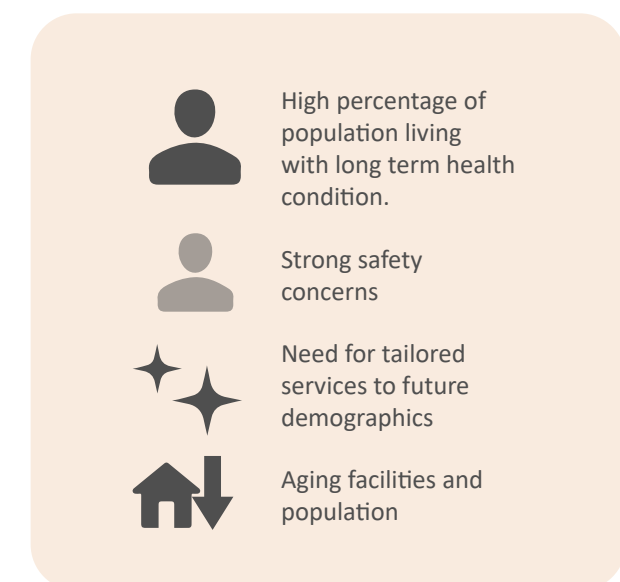 High percentage of
population living
with long term health
condition.
Strong safety
concerns
Need for tailored
services to future
demographics
Aging facilities and
population